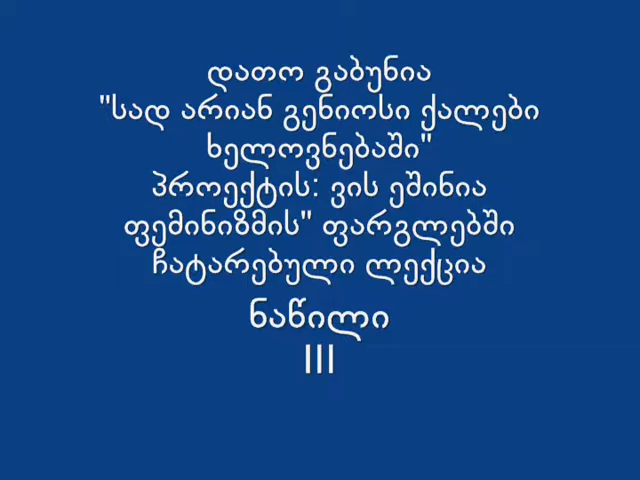 დათო გაბუნია
"სად არიან გენიოსი ქალები
ხელოვნებაში"
პროექტის: ვის ეშინია
ფემინიზმის" ფარგლებში
ჩატარებული ლექცია
ნაწილი
III